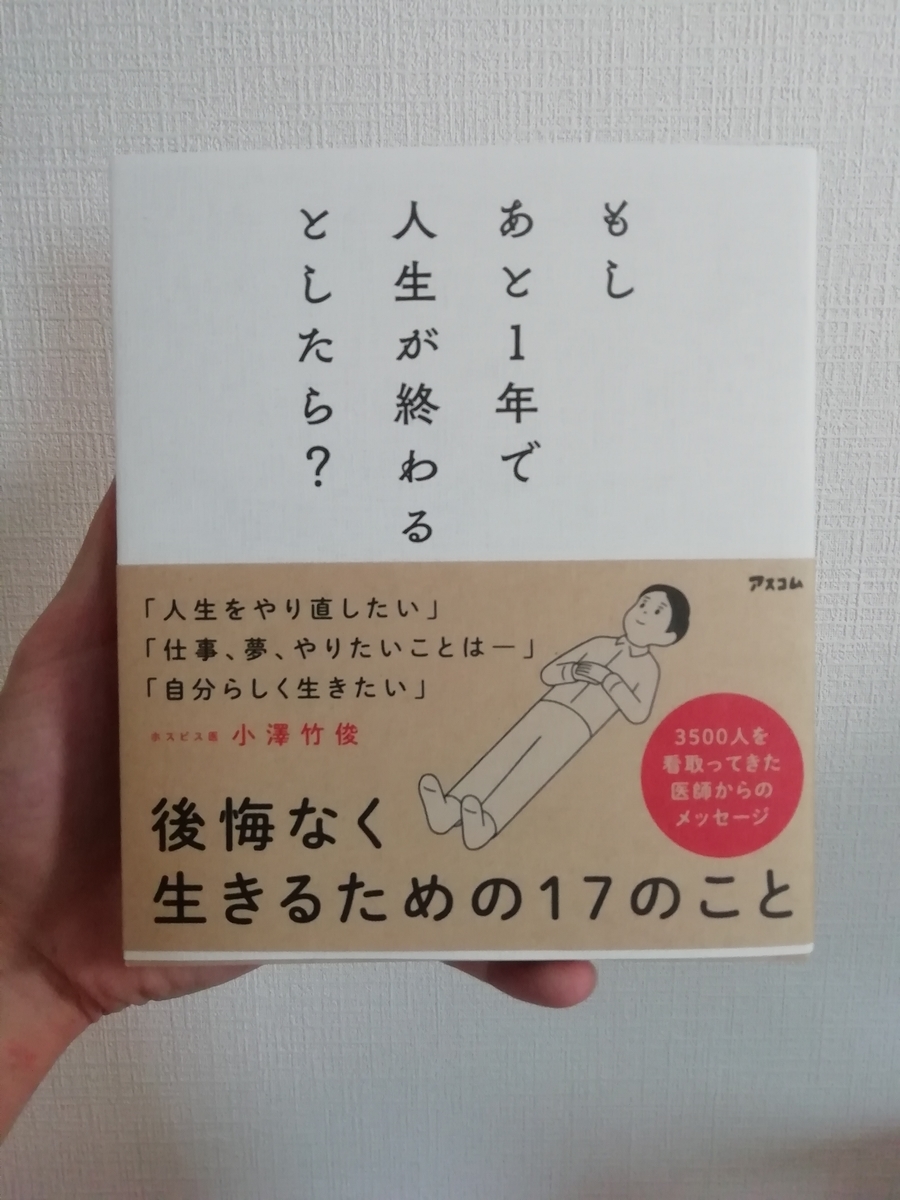 もし
あと1年で
人生が終わる
としたら?
アスコム
「人生をやり直したい」
「仕事、夢、やりたいことは―」
「自分らしく生きたい」
ホスピス医 小澤竹俊
3500人を
看取ってきた
医師からの
メッセージ
後悔なく
生きるための17のこと